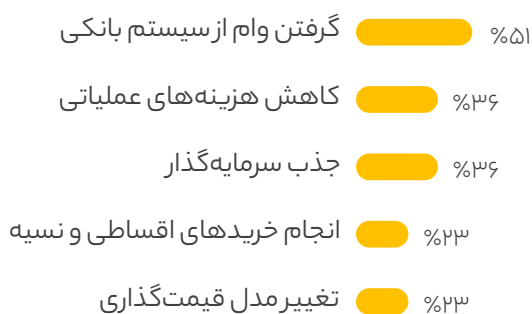 گرفتن وام از سیستم بانکی %۵۱
کاهش هزینه‌های عملیاتی %۳۶
جذب سرمایه‌گذار %۳۶
انجام خریدهای اقساطی و نسیه %۲۳
تغییر مدل قیمت‌گذاری %۲۳